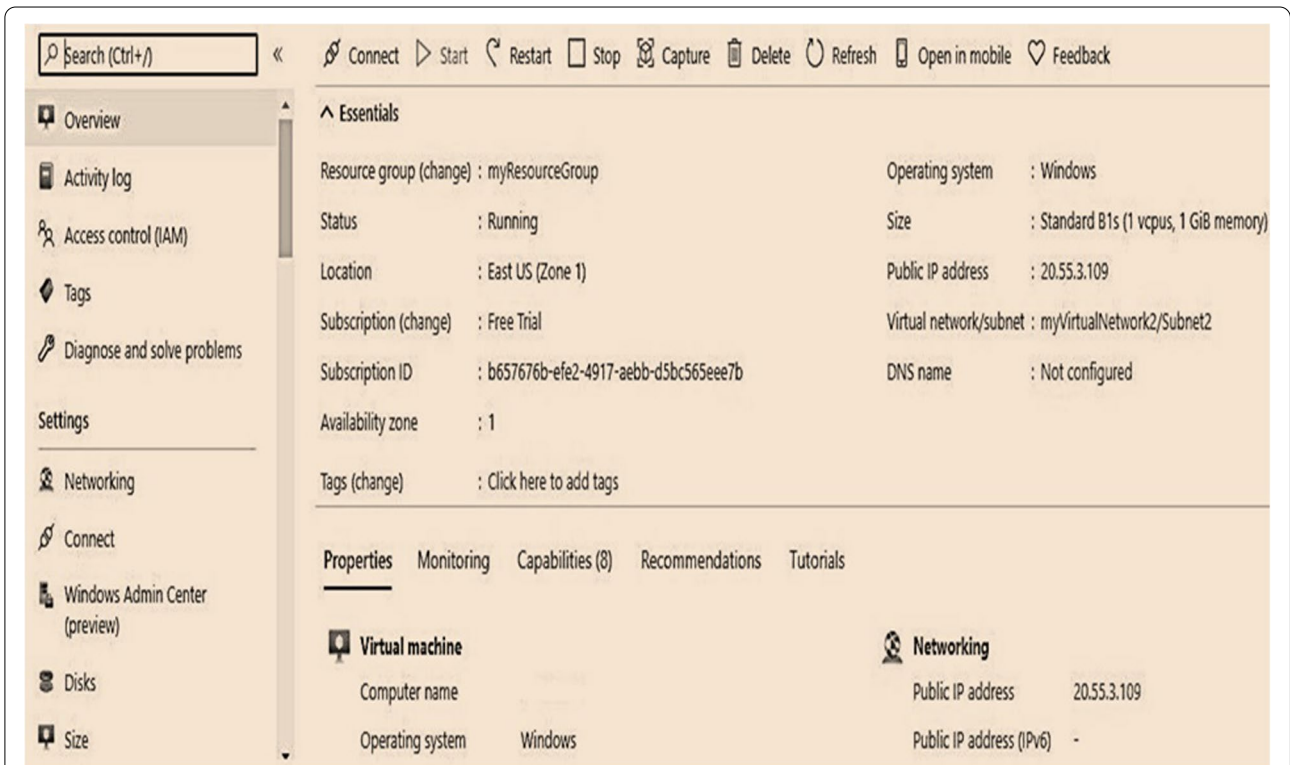 Search (Ctrl+/)
«
Connect Start Restart Stop Capture Delete Refresh Open in mobile Feedback
Overview
Activity log
Access control (IAM)
Tags
Diagnose and solve problems
Settings
Networking
Connect
Windows Admin Center
(preview)
Disks
Size
Essentials
Resource group (change) : myResourceGroup
Status : Running
Location : East US (Zone 1)
Subscription (change) : Free Trial
Subscription ID : b657676b-efe2-4917-aebb-d5bc565eee7b
Availability zone : 1
Tags (change) : Click here to add tags
Operating system : Windows
Size : Standard B1s (1 vcpus, 1 GiB memory)
Public IP address : 20.55.3.109
Virtual network/subnet : myVirtualNetwork2/Subnet2
DNS name : Not configured
Properties Monitoring Capabilities (8) Recommendations Tutorials
Virtual machine
Computer name
Operating system Windows
Networking
Public IP address 20.55.3.109
Public IP address (IPv6) -